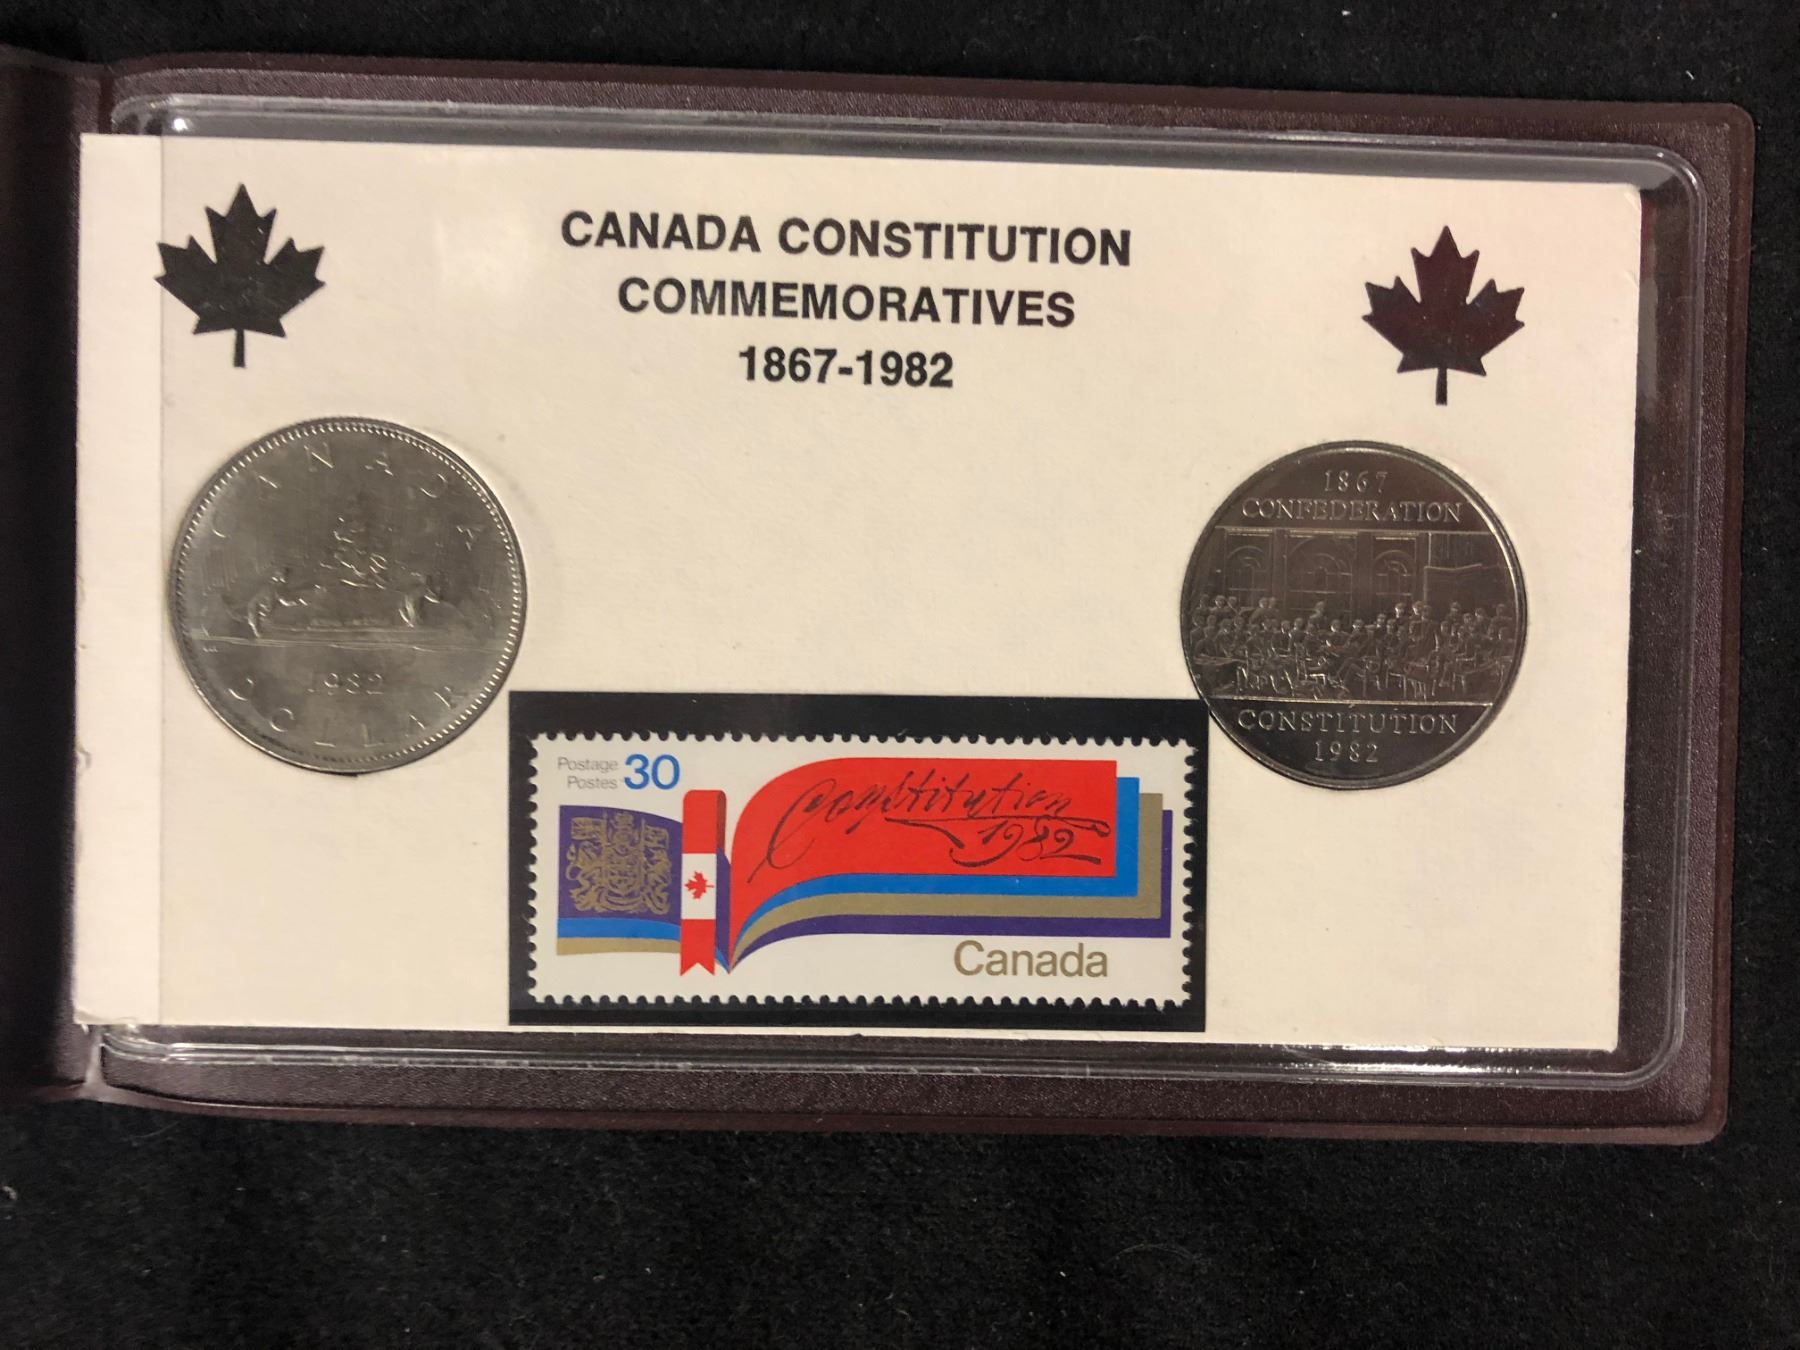 CANADA CONSTITUTION
COMMEMORATIVES
1867-1982
CANADA
1982
DOLLAR
1867
CONFEDERATION
CONSTITUTION
1982
Postage
Postes 30
Constitution
1982
Canada